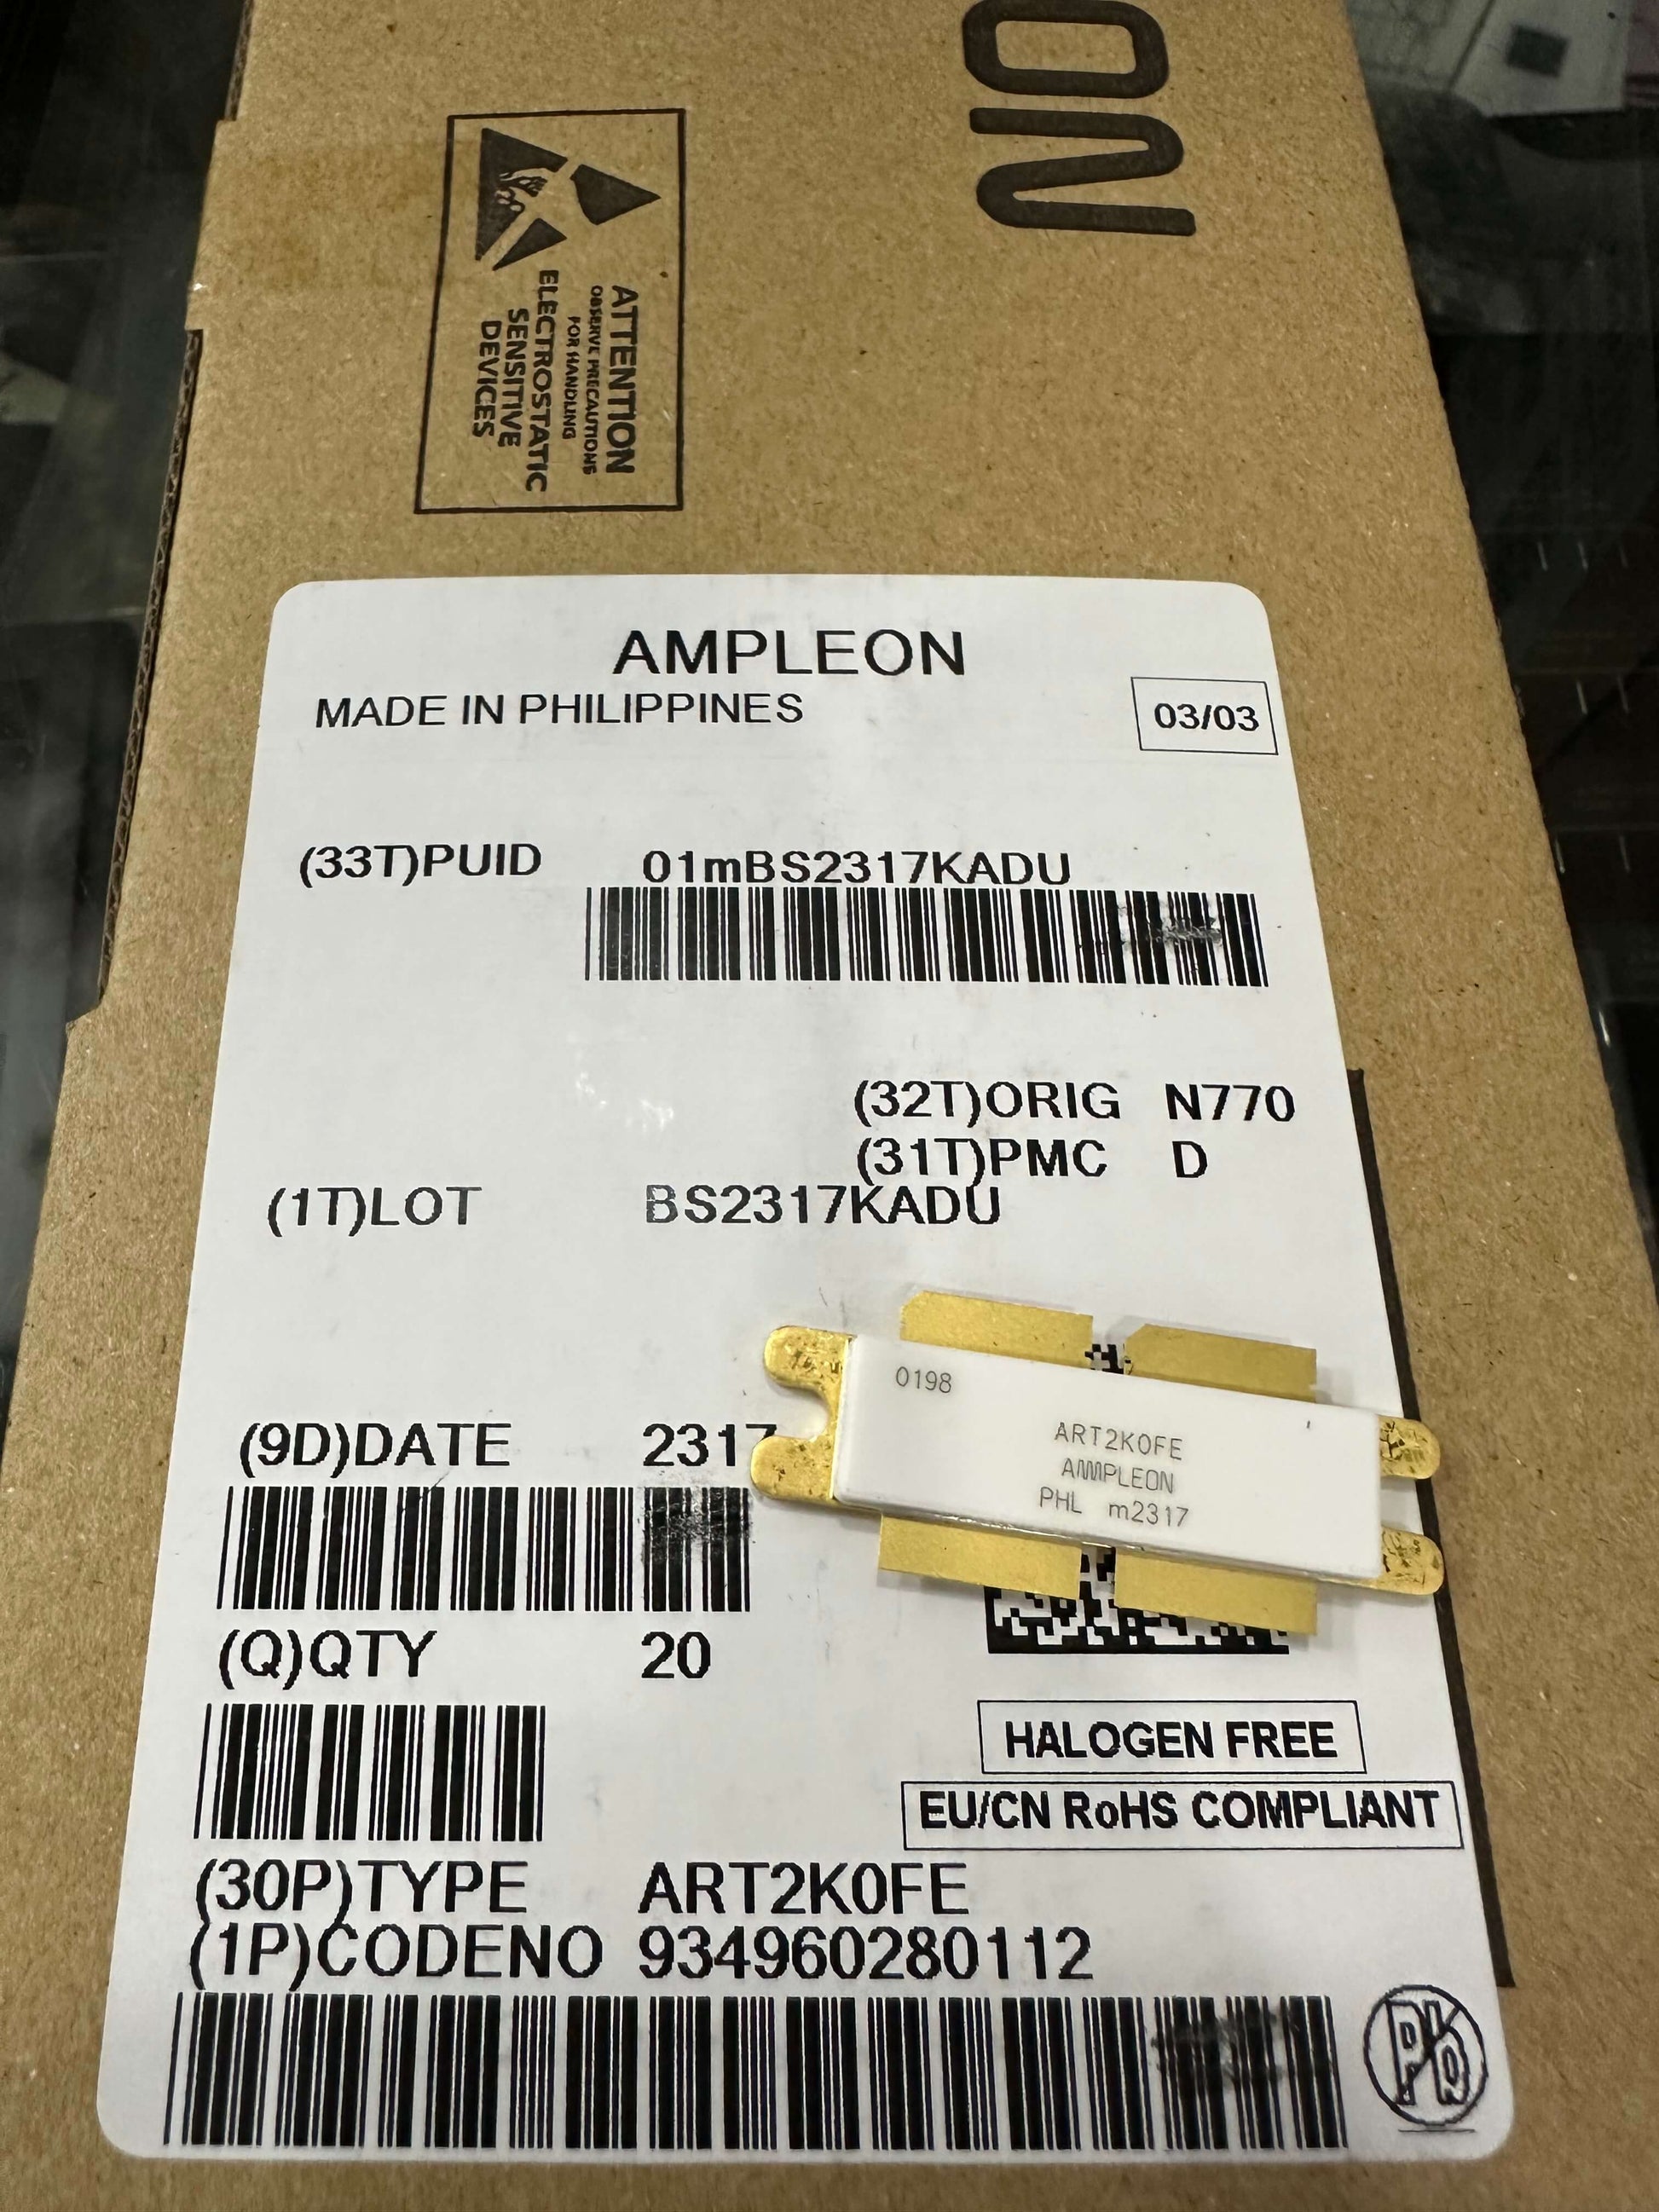 ON
ATTENTION
OBSERVE PRECAUTIONS
FOR HANDLING
ELECTROSTATIC
SENSITIVE
DEVICES
AMPLEON
MADE IN PHILIPPINES
03/03
(33T)PUID 01mBS2317KADU
(32T)ORIG N770
(31T)PMC D
(1T)LOT BS2317KADU
(9D)DATE 2317
0198
ART2K0FE
AMPLEON
PHL m2317
(Q)QTY 20
HALOGEN FREE
EU/CN RoHS COMPLIANT
(30P)TYPE ART2K0FE
(1P)CODENO 934960280112
Pb